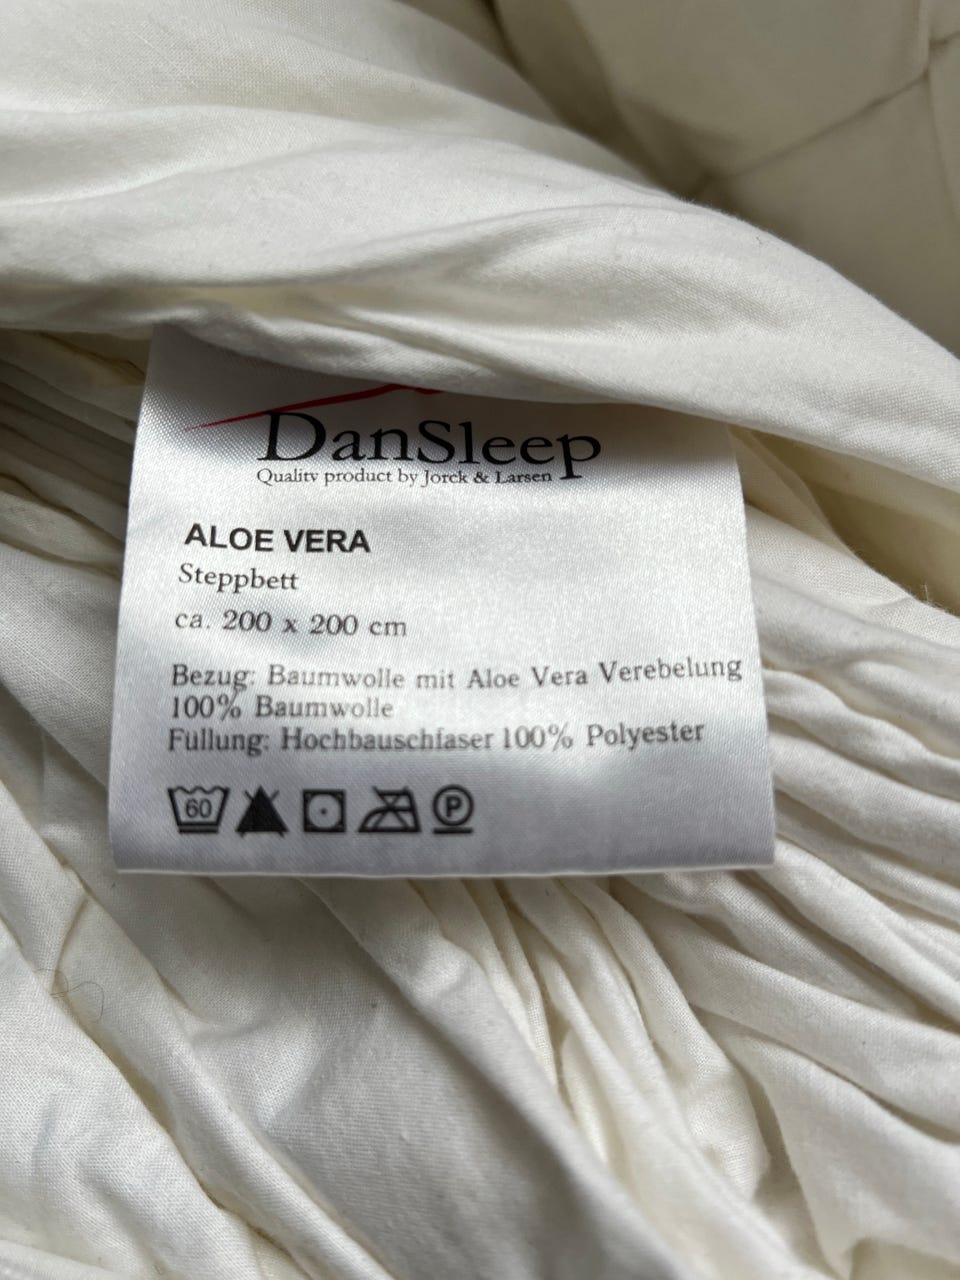 DanSleep
Quality product by Jorck & Larsen
ALOE VERA
Steppbett
ca. 200 x 200 cm
Bezug: Baumwolle mit Aloe Vera Verebelung
100% Baumwolle
Füllung: Hochbauschfaser 100% Polyester
60 P